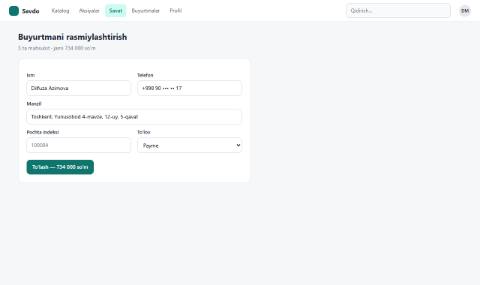 Savdo Katalog Aksiyalar Savat Buyurtmalar Profil Qidirish... DM
Buyurtmani rasmiylashtirish
3 ta mahsulot · jami 734 000 so'm
Ism Telefon
Dilfuza Azimova +998 90 ••• •• 17
Manzil
Toshkent, Yunusobod 4-mavze, 12-uy, 5-qavat
Pochta indeksi To'lov
100084 Payme
To'lash — 734 000 so'm